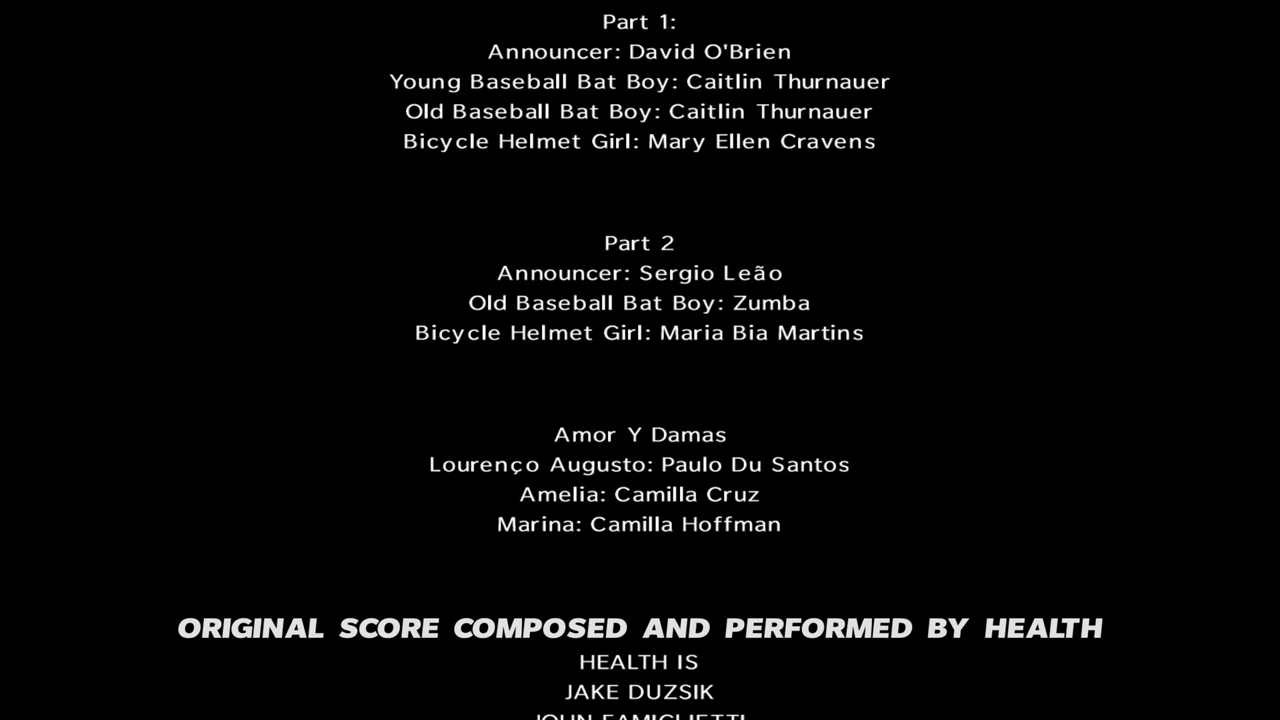 Part 1:
Announcer: David O'Brien
Young Baseball Bat Boy: Caitlin Thurnauer
Old Baseball Bat Boy: Caitlin Thurnauer
Bicycle Helmet Girl: Mary Ellen Cravens
Part 2
Announcer: Sergio Leão
Old Baseball Bat Boy: Zumba
Bicycle Helmet Girl: Maria Bia Martins
Amor Y Damas
Lourenço Augusto: Paulo Du Santos
Amelia: Camilla Cruz
Marina: Camilla Hoffman
ORIGINAL SCORE COMPOSED AND PERFORMED BY HEALTH
HEALTH IS
JAKE DUZSIK
JOHN FAMIGLIETTI